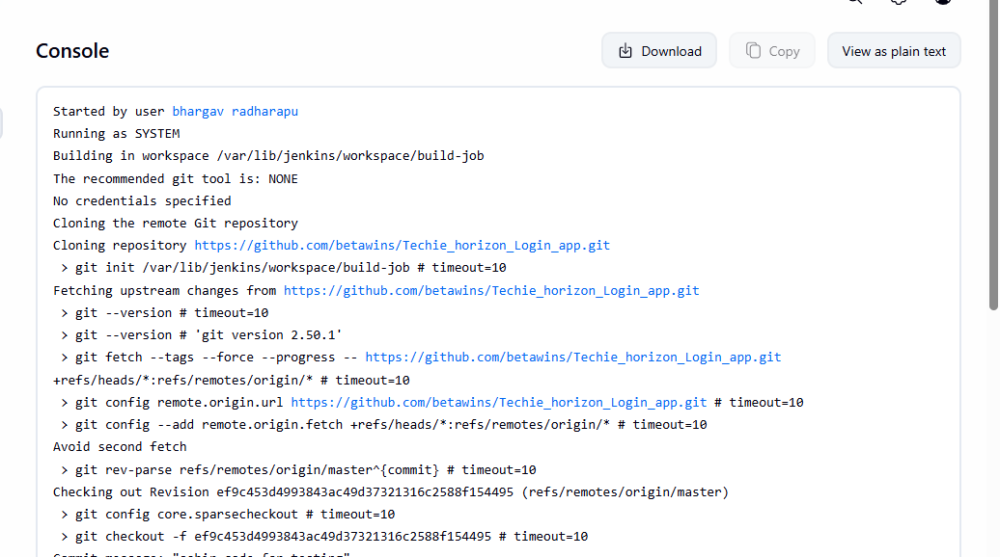 Console
Download
Copy
View as plain text
Started by user bhargav radharapu
Running as SYSTEM
Building in workspace /var/lib/jenkins/workspace/build-job
The recommended git tool is: NONE
No credentials specified
Cloning the remote Git repository
Cloning repository https://github.com/betawins/Techie_horizon_Login_app.git
> git init /var/lib/jenkins/workspace/build-job # timeout=10
Fetching upstream changes from https://github.com/betawins/Techie_horizon_Login_app.git
> git --version # timeout=10
> git --version # 'git version 2.50.1'
> git fetch --tags --force --progress -- https://github.com/betawins/Techie_horizon_Login_app.git
+refs/heads/*:refs/remotes/origin/* # timeout=10
> git config remote.origin.url https://github.com/betawins/Techie_horizon_Login_app.git # timeout=10
> git config --add remote.origin.fetch +refs/heads/*:refs/remotes/origin/* # timeout=10
Avoid second fetch
> git rev-parse refs/remotes/origin/master^{commit} # timeout=10
Checking out Revision ef9c453d4993843ac49d37321316c2588f154495 (refs/remotes/origin/master)
> git config core.sparsecheckout # timeout=10
> git checkout -f ef9c453d4993843ac49d37321316c2588f154495 # timeout=10